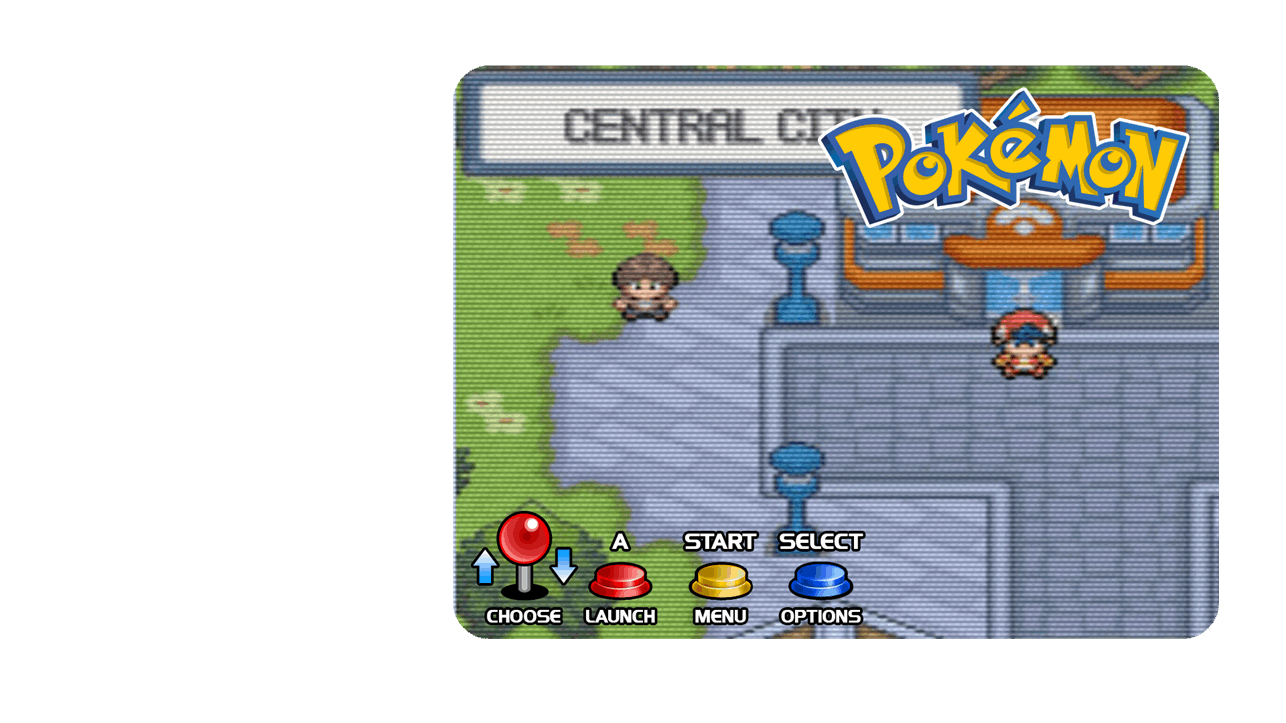 CENTRAL CITY
POKéMON
A START SELECT
CHOOSE LAUNCH MENU OPTIONS